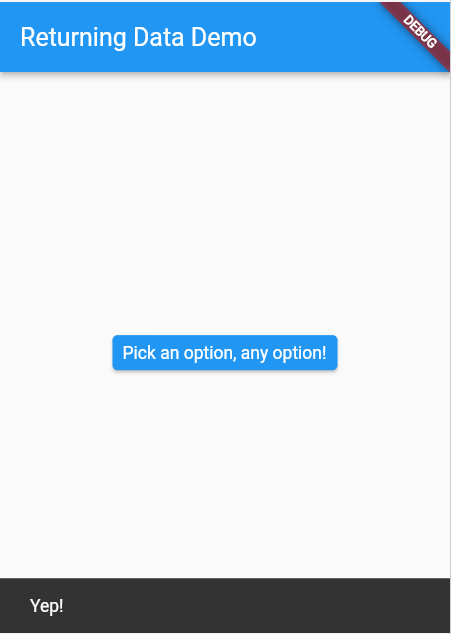 Returning Data Demo
DEBUG
Pick an option, any option!
Yep!